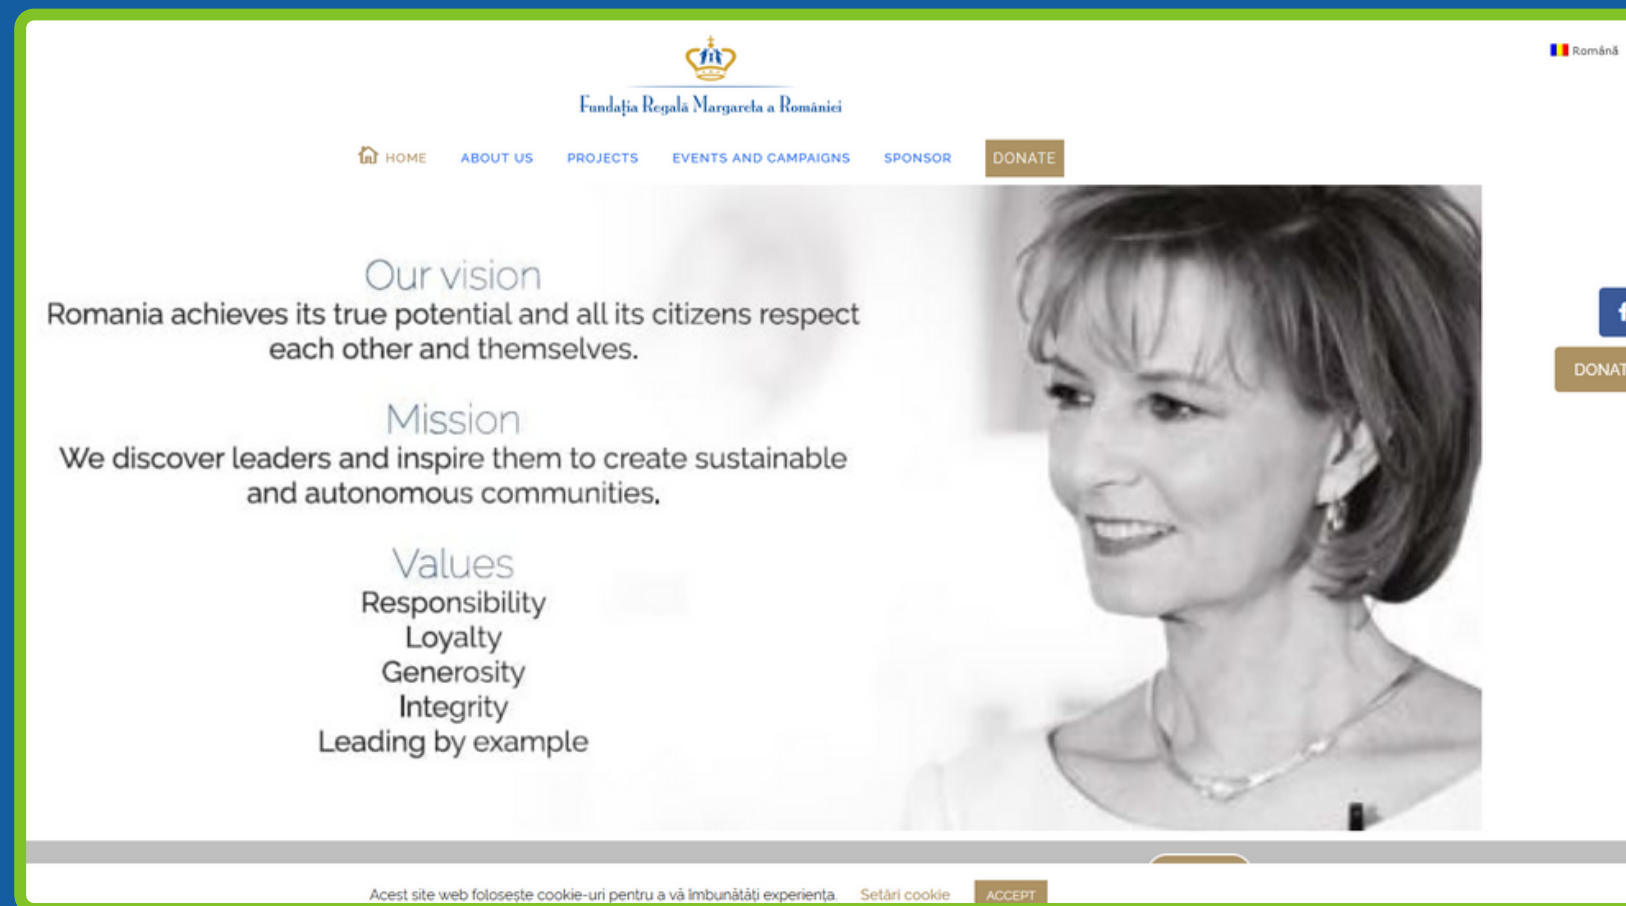 Română
Fundația Regală Margareta a României
HOME ABOUT US PROJECTS EVENTS AND CAMPAIGNS SPONSOR DONATE
Our vision
Romania achieves its true potential and all its citizens respect
each other and themselves.
Mission
We discover leaders and inspire them to create sustainable
and autonomous communities.
Values
Responsibility
Loyalty
Generosity
Integrity
Leading by example
DONAT
Acest site web folosește cookie-uri pentru a vă îmbunătăți experiența. Setări cookie ACCEPT